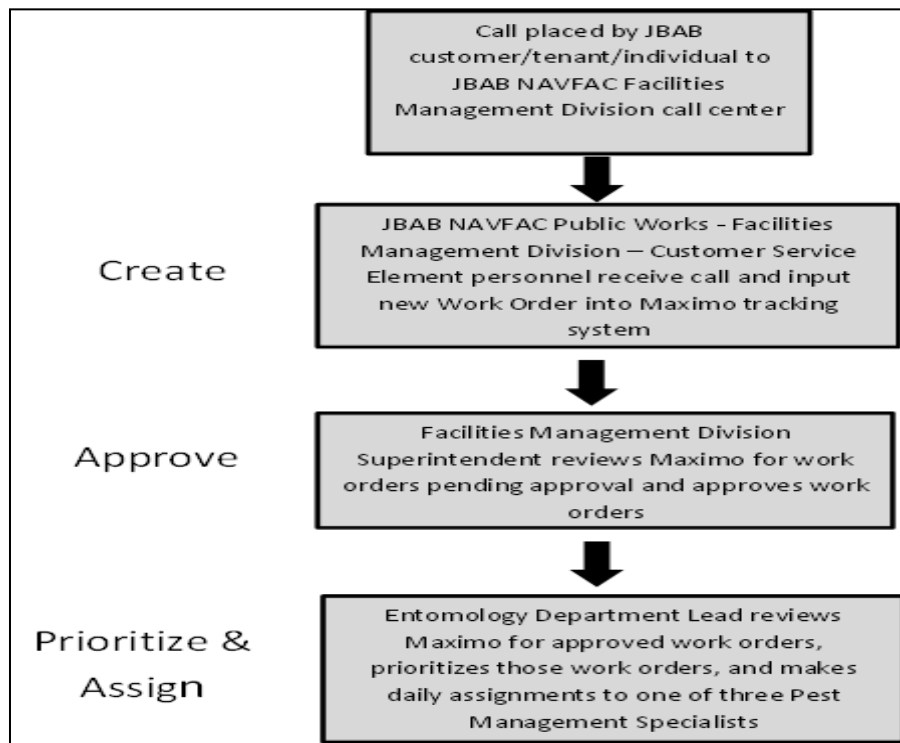 Call placed by JBAB
customer/tenant/individual to
JBAB NAVFAC Facilities
Management Division call center
Create
JBAB NAVFAC Public Works - Facilities
Management Division – Customer Service
Element personnel receive call and input
new Work Order into Maximo tracking
system
Approve
Facilities Management Division
Superintendent reviews Maximo for work
orders pending approval and approves work
orders
Prioritize &
Assign
Entomology Department Lead reviews
Maximo for approved work orders,
prioritizes those work orders, and makes
daily assignments to one of three Pest
Management Specialists